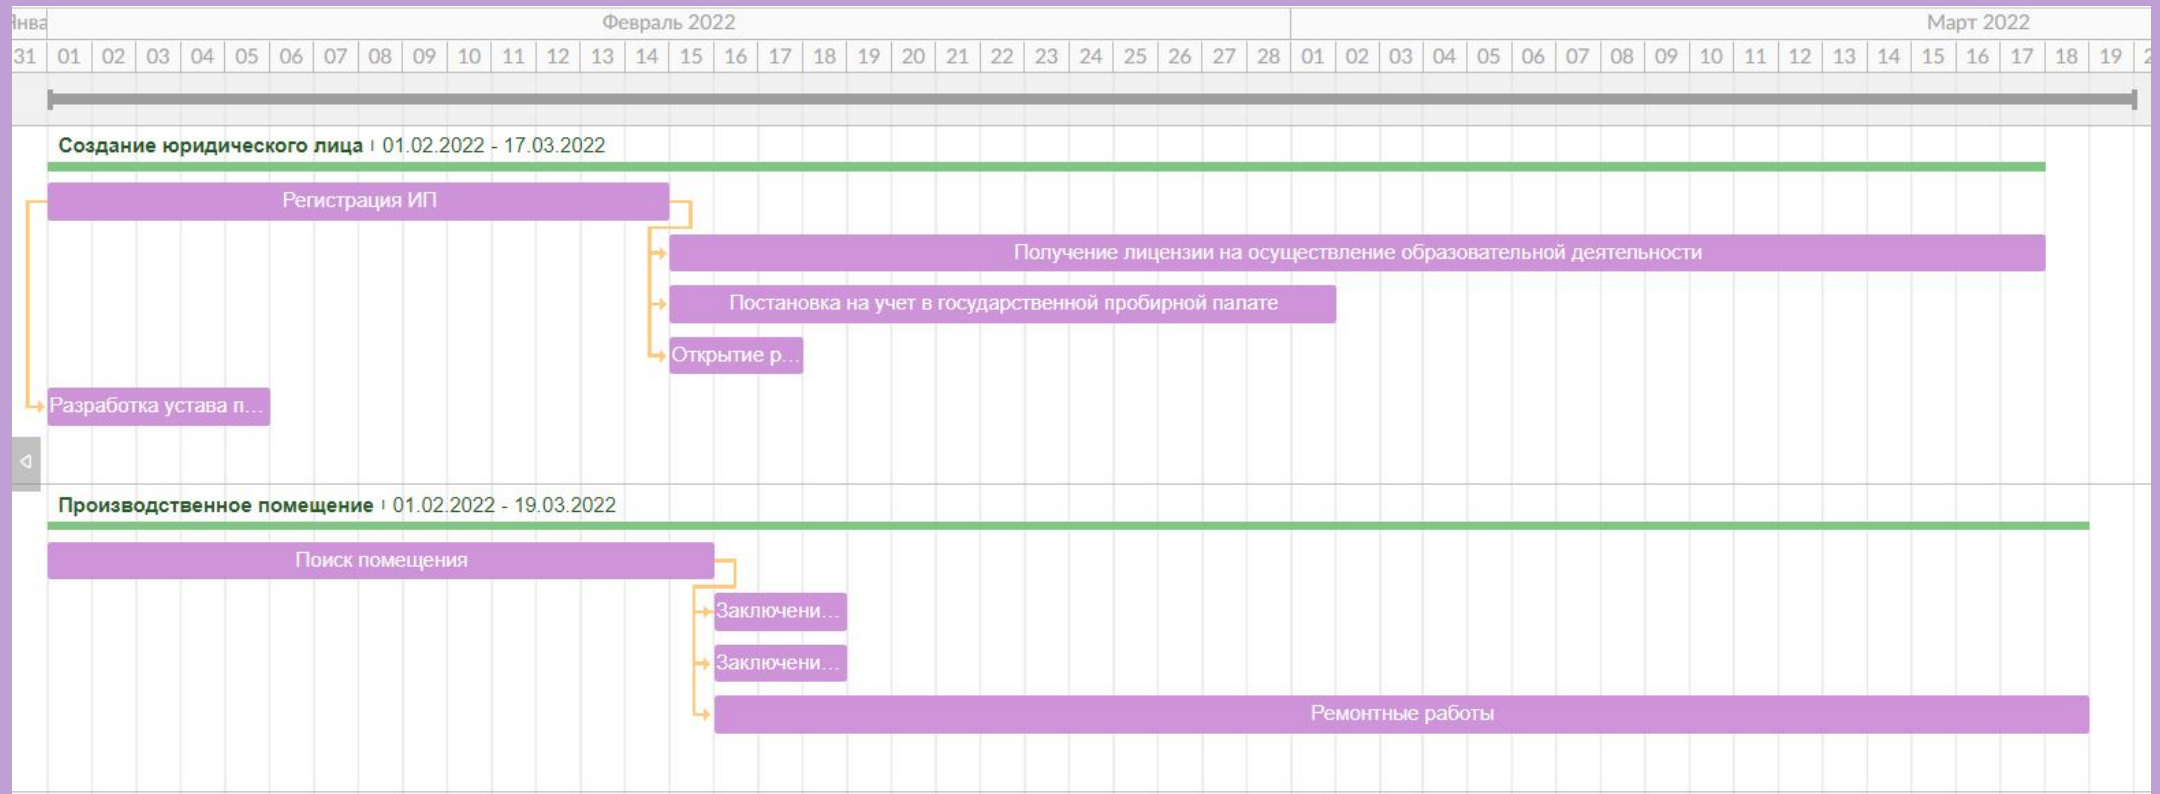 Февраль 2022 Март 2022
31 01 02 03 04 05 06 07 08 09 10 11 12 13 14 15 16 17 18 19 20 21 22 23 24 25 26 27 28 01 02 03 04 05 06 07 08 09 10 11 12 13 14 15 16 17 18 19
Создание юридического лица 01.02.2022 - 17.03.2022
Регистрация ИП
Получение лицензии на осуществление образовательной деятельности
Постановка на учет в государственной пробирной палате
Открытие р...
Разработка устава п...
Производственное помещение 01.02.2022 - 19.03.2022
Поиск помещения
Заключени...
Заключени...
Ремонтные работы